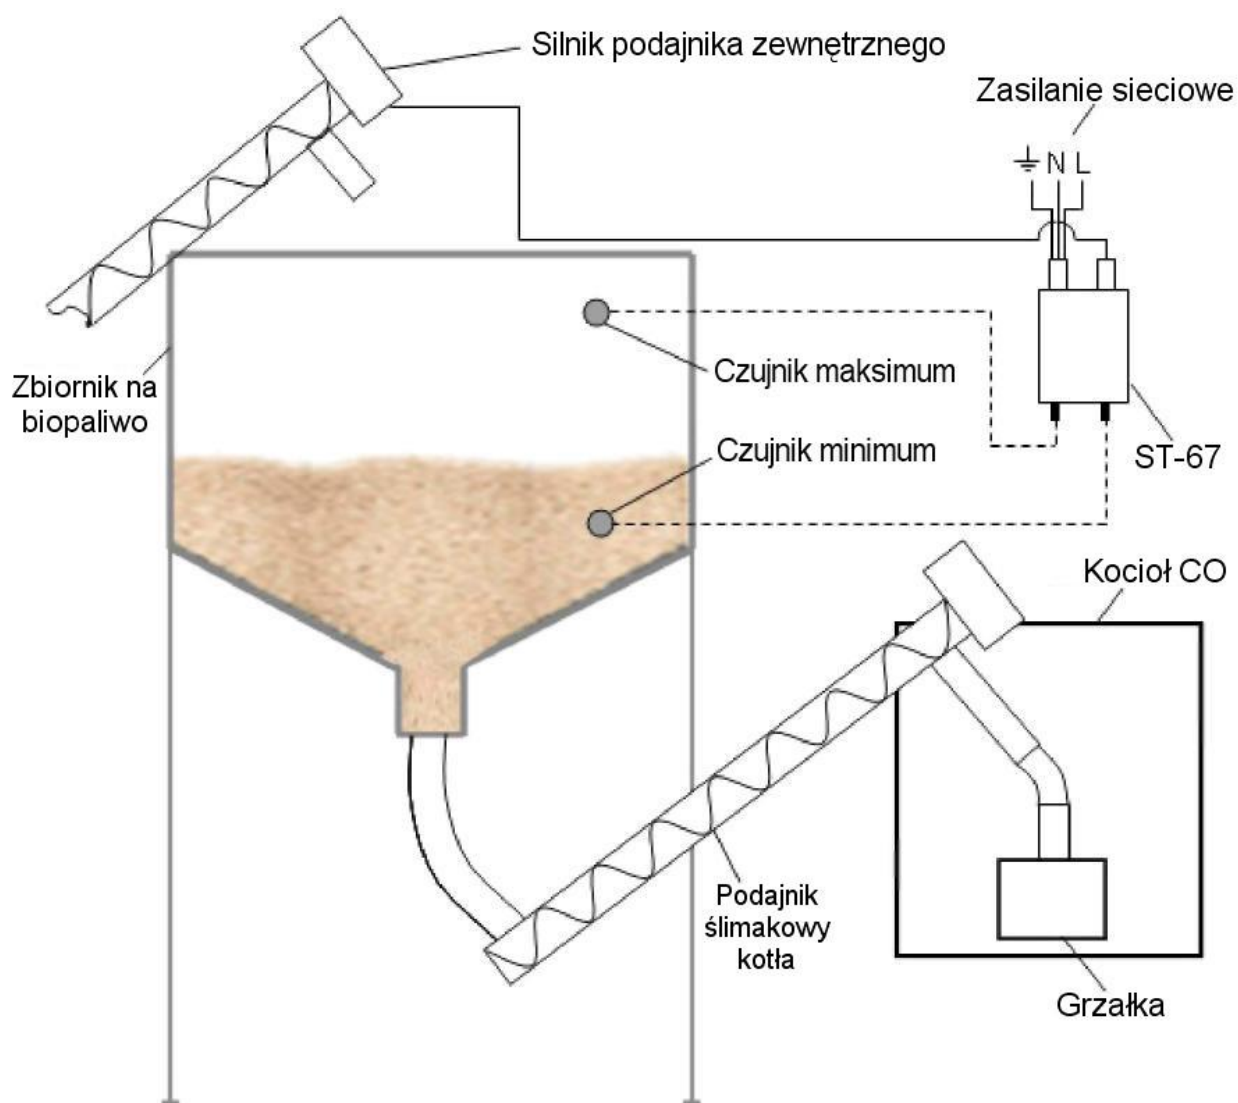 Silnik podajnika zewnętrznego
Zasilanie sieciowe
N L
Zbiornik na
biopaliwo
Czujnik maksimum
Czujnik minimum
ST-67
Kocioł CO
Podajnik
ślimakowy
kotła
Grzałka